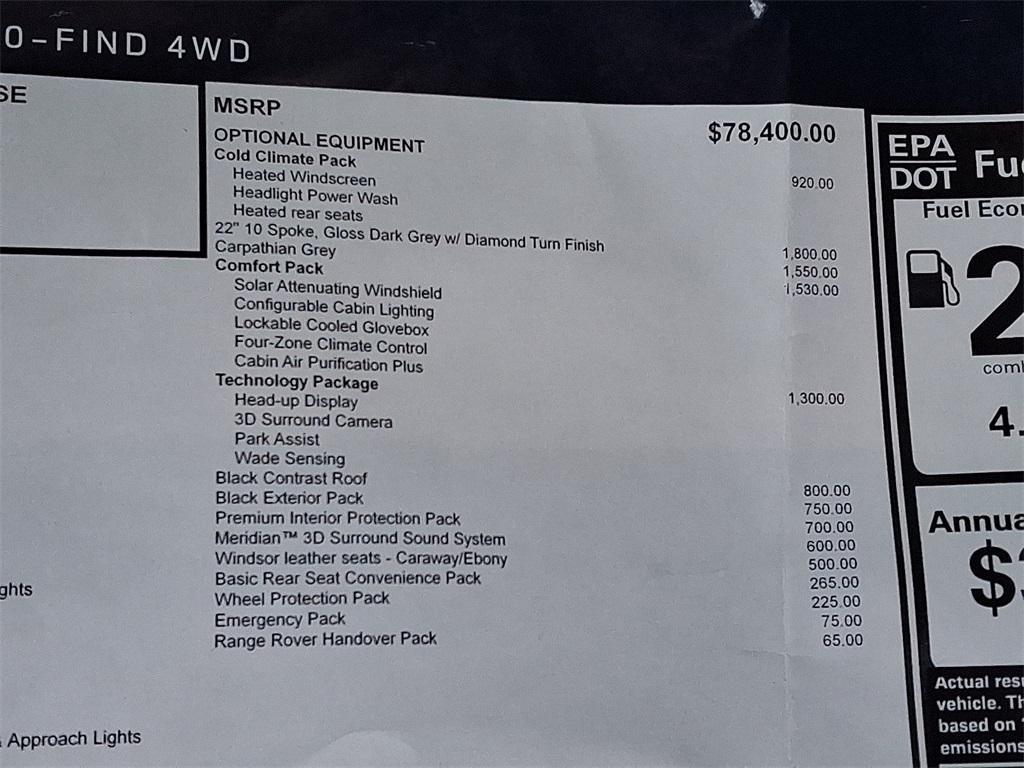 0-FIND 4WD
SE
MSRP $78,400.00
OPTIONAL EQUIPMENT
Cold Climate Pack 920.00
Heated Windscreen
Headlight Power Wash
Heated rear seats
22" 10 Spoke, Gloss Dark Grey w/ Diamond Turn Finish 1,800.00
Carpathian Grey 1,550.00
Comfort Pack 1,530.00
Solar Attenuating Windshield
Configurable Cabin Lighting
Lockable Cooled Glovebox
Four-Zone Climate Control
Cabin Air Purification Plus
Technology Package 1,300.00
Head-up Display
3D Surround Camera
Park Assist
Wade Sensing
Black Contrast Roof 800.00
Black Exterior Pack 750.00
Premium Interior Protection Pack 700.00
Meridian™ 3D Surround Sound System 600.00
Windsor leather seats - Caraway/Ebony 500.00
Basic Rear Seat Convenience Pack 265.00
Wheel Protection Pack 225.00
Emergency Pack 75.00
Range Rover Handover Pack 65.00
ghts
Approach Lights
EPA
DOT
Fu
Fuel Econ
2
com
4.
Annua
$
Actual res
vehicle. Th
based on
emissions